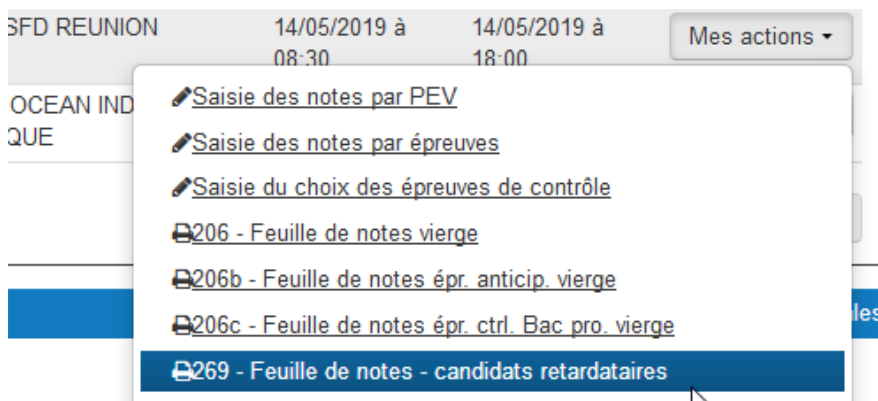 SFD REUNION 14/05/2019 à 14/05/2019 à Mes actions
08:30 18:00
OCEAN IND
QUE
Saisie des notes par PEV
Saisie des notes par épreuves
Saisie du choix des épreuves de contrôle
206 - Feuille de notes vierge
206b - Feuille de notes épr. anticip. vierge
206c - Feuille de notes épr. ctrl. Bac pro. vierge
les
269 - Feuille de notes - candidats retardataires